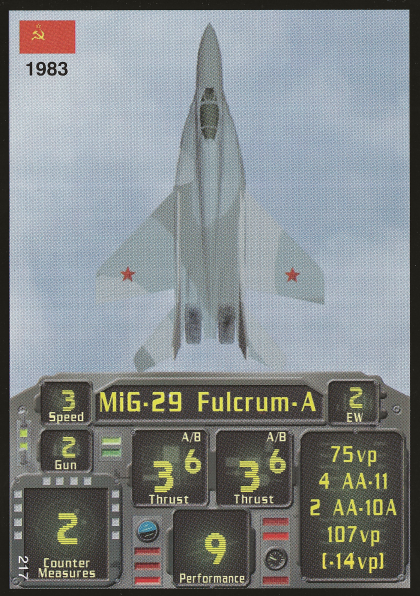 1983
3
Speed
MiG-29 Fulcrum-A
2
EW
2
Gun
A/B
3 6
Thrust
A/B
3 6
Thrust
75vp
4 AA-11
2 AA-10A
107vp
[-14vp]
2
Counter
Measures
9
Performance
217